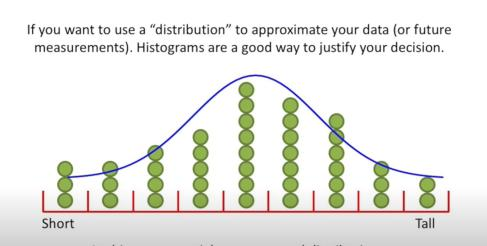 If you want to use a “distribution” to approximate your data (or future
measurements). Histograms are a good way to justify your decision.
Short
Tall